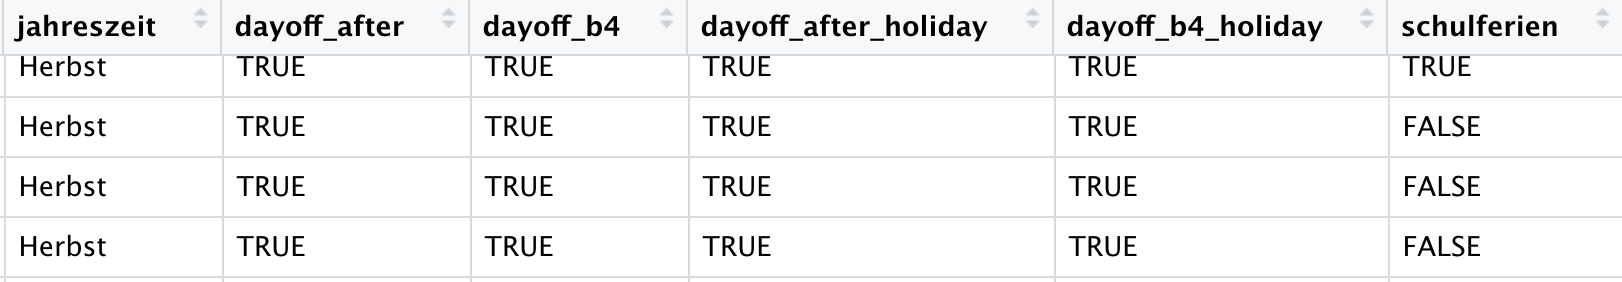 jahreszeit dayoff_after dayoff_b4 dayoff_after_holiday dayoff_b4_holiday schulferien
Herbst TRUE TRUE TRUE TRUE TRUE
Herbst TRUE TRUE TRUE TRUE FALSE
Herbst TRUE TRUE TRUE TRUE FALSE
Herbst TRUE TRUE TRUE TRUE FALSE